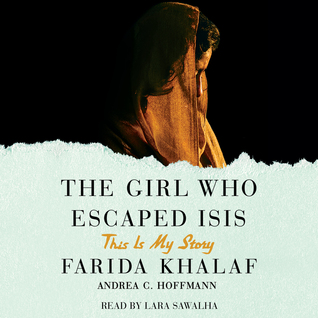 THE GIRL WHO
ESCAPED ISIS
This Is My Story
FARIDA KHALAF
ANDREA C. HOFFMANN
READ BY LARA SAWALHA